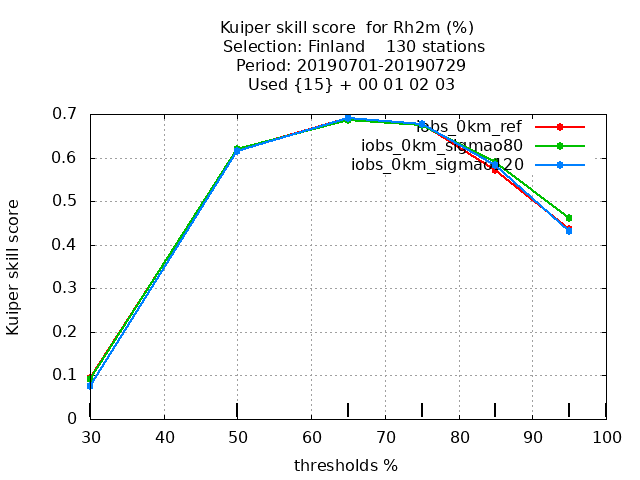 Kuiper skill score  for Rh2m (%)
Selection: Finland    130 stations
Period: 20190701-20190729
Used {15} + 00 01 02 03
iobs_0km_ref
iobs_0km_sigmao80
iobs_0km_sigmao120
Kuiper skill score
0.7
0.6
0.5
0.4
0.3
0.2
0.1
0
30 40 50 60 70 80 90 100
thresholds %